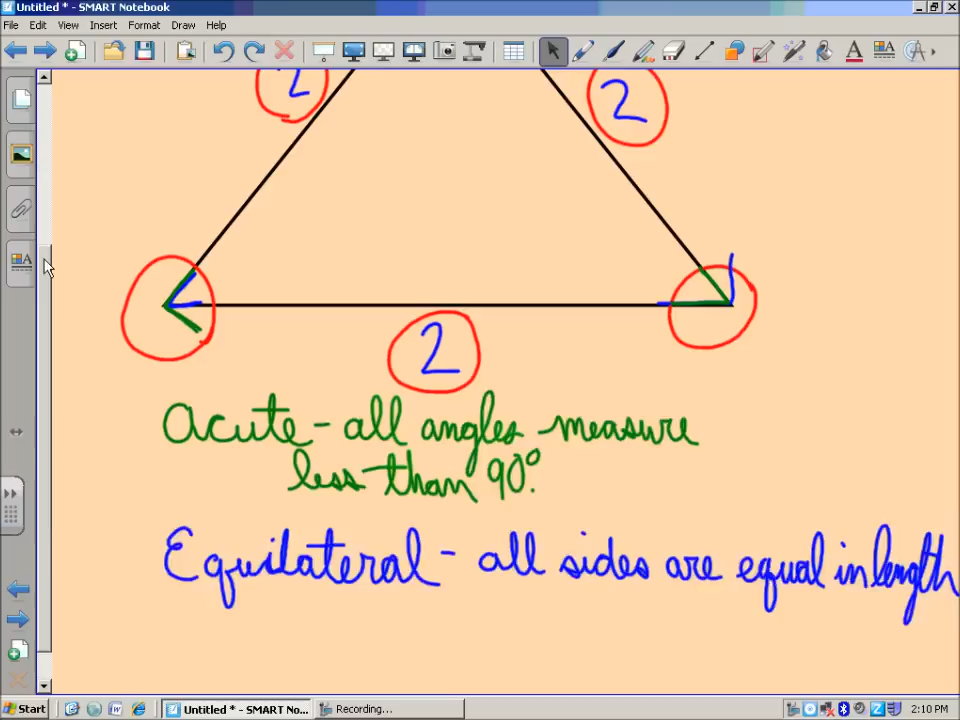 Untitled * - SMART Notebook
File Edit View Insert Format Draw Help
2 2
2
Acute - all angles measure
less than 90°.
Equilateral - all sides are equal in length
Start Untitled * - SMART No... Recording... 2:10 PM